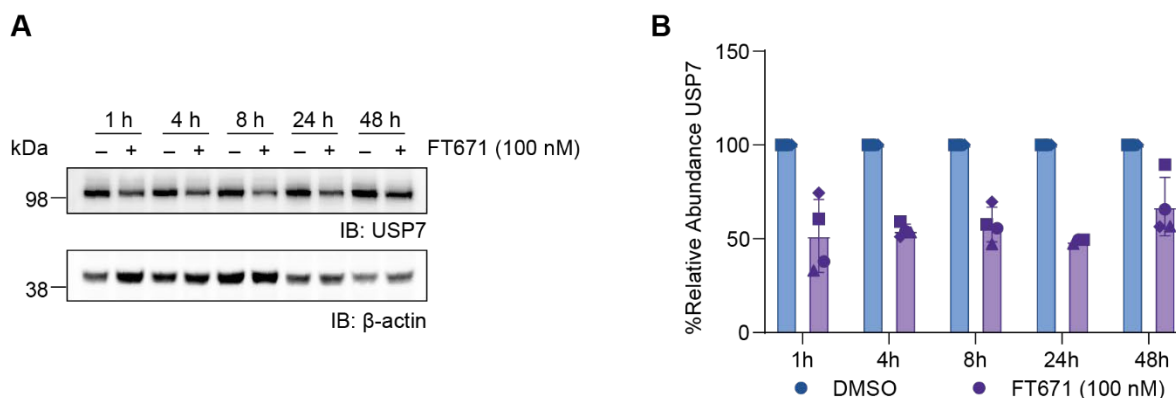 A
1 h 4 h 8 h 24 h 48 h
kDa – + – + – + – + – + FT671 (100 nM)
98
IB: USP7
38
IB: β-actin
B
%Relative Abundance USP7
150
100
50
0
1h 4h 8h 24h 48h
DMSO FT671 (100 nM)